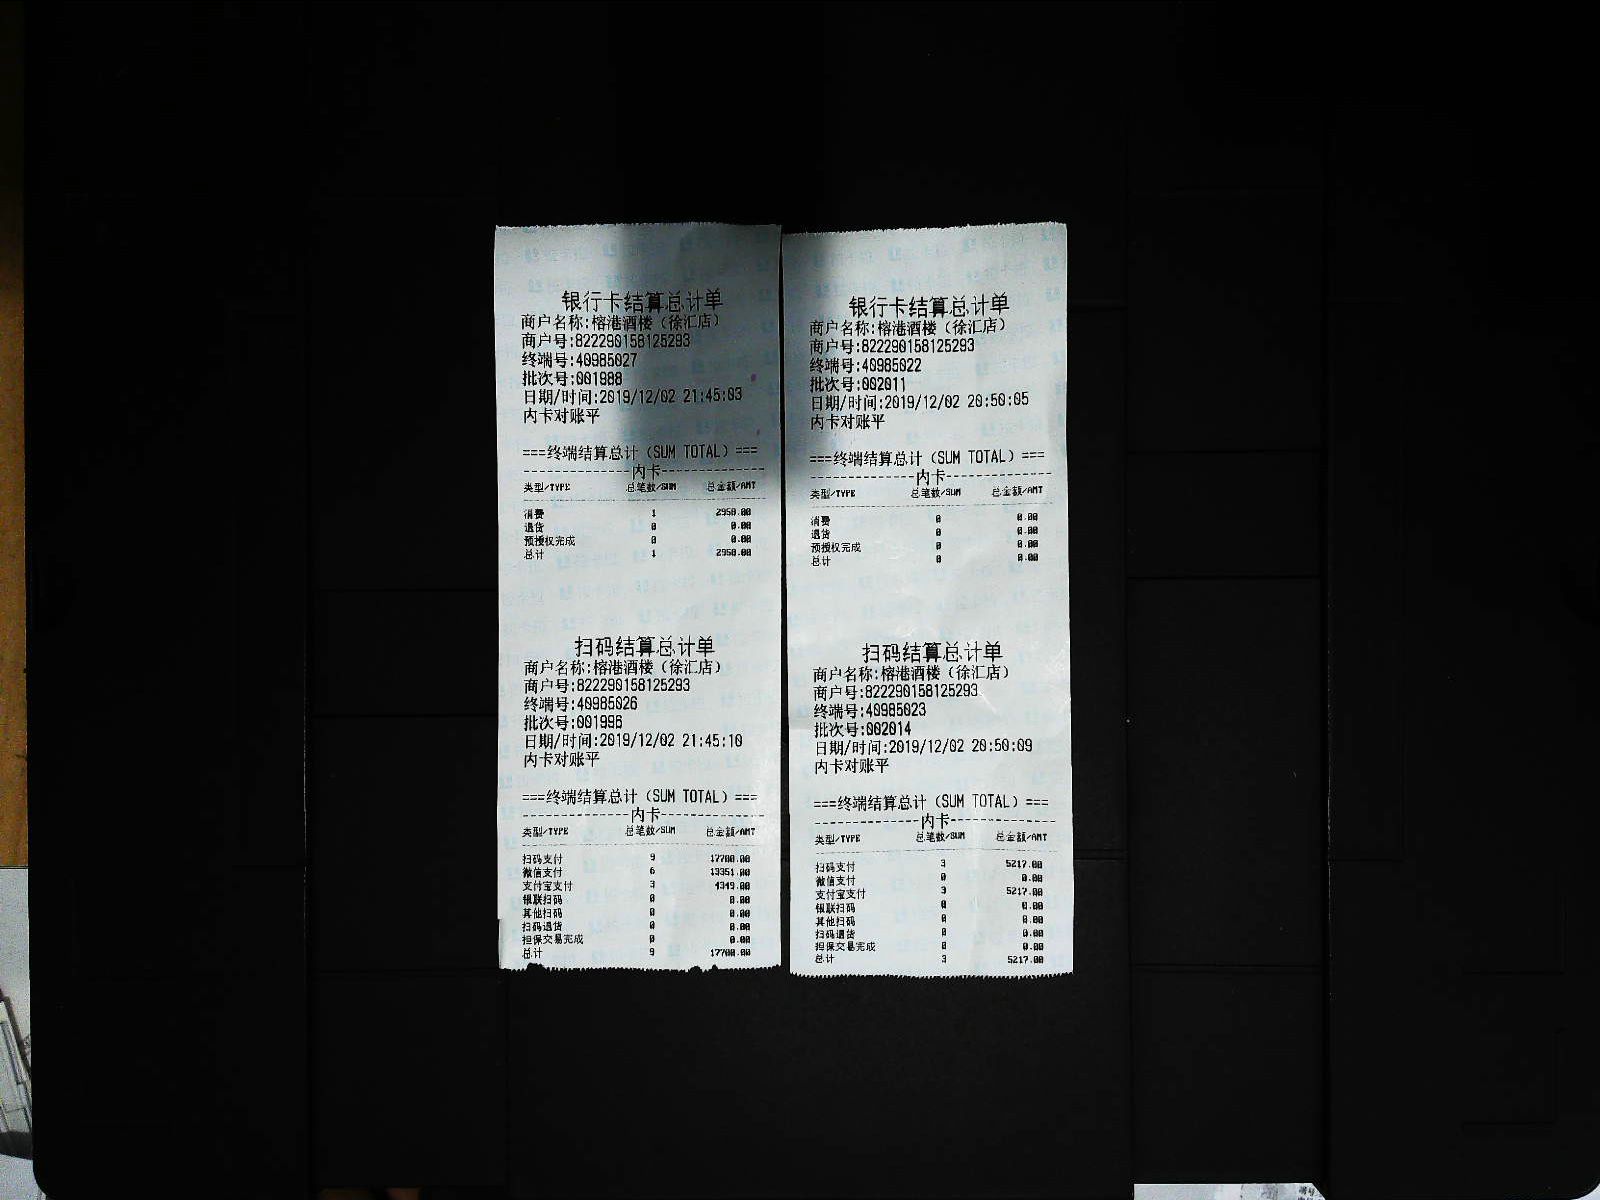 银行卡结算总计单
商户名称:榕港酒楼（徐汇店）
商户号:822290158125293
终端号:40985027
批次号:001988
日期/时间:2019/12/02 21:45:03
内卡对账平
===终端结算总计（SUM TOTAL）===
内卡
类型/TYPE 总笔数/SUM 总金额/AMT
消费 1 2950.00
退货 0 0.00
预授权完成 0 0.00
总计 1 2950.00
扫码结算总计单
商户名称:榕港酒楼（徐汇店）
商户号:822290158125293
终端号:40985026
批次号:001996
日期/时间:2019/12/02 21:45:10
内卡对账平
===终端结算总计（SUM TOTAL）===
内卡
类型/TYPE 总笔数/SUM 总金额/AMT
扫码支付 9 17700.00
微信支付 6 13351.00
支付宝支付 3 4349.00
银联扫码 0 0.00
其他扫码 0 0.00
扫码退货 0 0.00
担保交易完成 0 0.00
总计 9 17700.00
银行卡结算总计单
商户名称:榕港酒楼（徐汇店）
商户号:822290158125293
终端号:40985022
批次号:002011
日期/时间:2019/12/02 20:50:05
内卡对账平
===终端结算总计（SUM TOTAL）===
内卡
类型/TYPE 总笔数/SUM 总金额/AMT
消费 0 0.00
退货 0 0.00
预授权完成 0 0.00
总计 0 0.00
扫码结算总计单
商户名称:榕港酒楼（徐汇店）
商户号:822290158125293
终端号:40985023
批次号:002014
日期/时间:2019/12/02 20:50:09
内卡对账平
===终端结算总计（SUM TOTAL）===
内卡
类型/TYPE 总笔数/SUM 总金额/AMT
扫码支付 3 5217.00
微信支付 0 0.00
支付宝支付 3 5217.00
银联扫码 0 0.00
其他扫码 0 0.00
扫码退货 0 0.00
担保交易完成 0 0.00
总计 3 5217.00